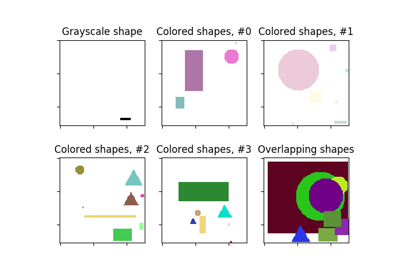 Grayscale shape
Colored shapes, #0
Colored shapes, #1
Colored shapes, #2
Colored shapes, #3
Overlapping shapes